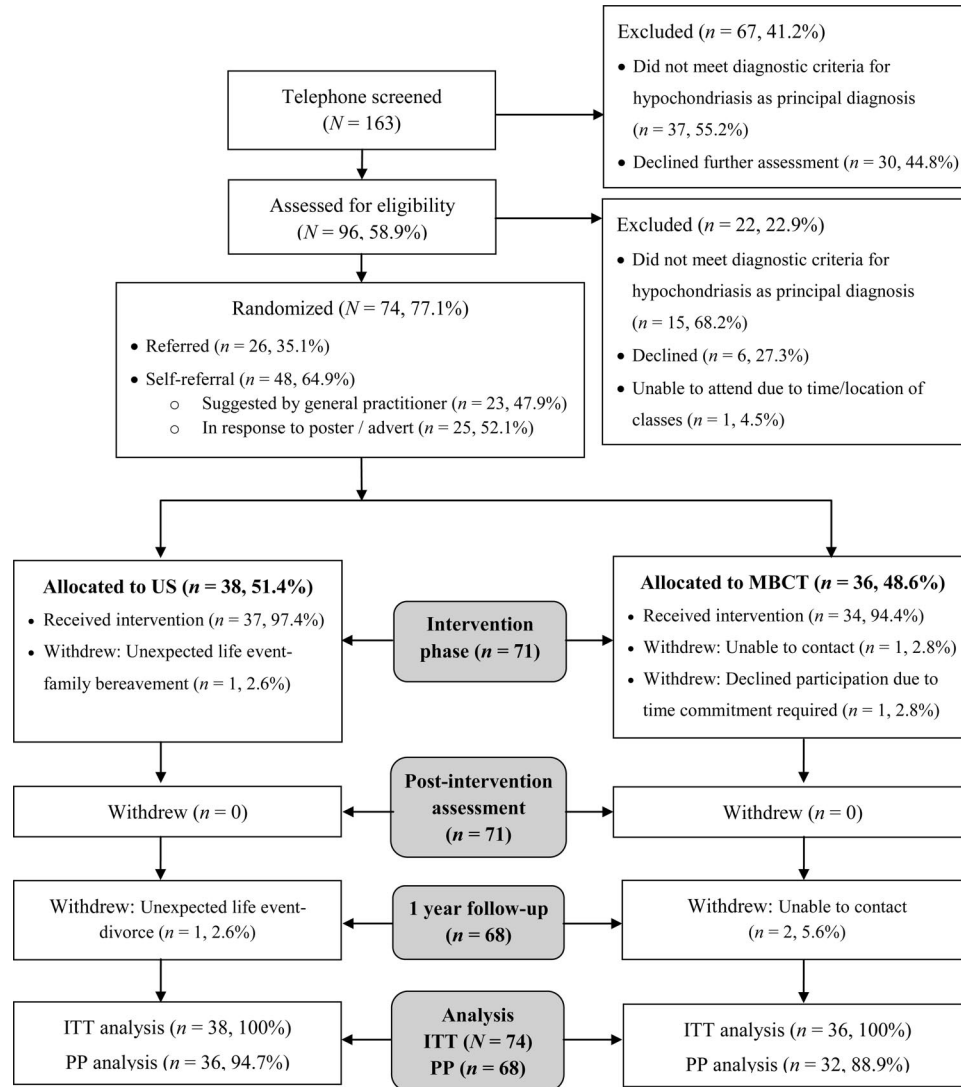 Telephone screened
(N = 163)
Excluded (n = 67, 41.2%)
• Did not meet diagnostic criteria for
hypochondriasis as principal diagnosis
(n = 37, 55.2%)
• Declined further assessment (n = 30, 44.8%)
Assessed for eligibility
(N = 96, 58.9%)
Excluded (n = 22, 22.9%)
• Did not meet diagnostic criteria for
hypochondriasis as principal diagnosis
(n = 15, 68.2%)
• Declined (n = 6, 27.3%)
• Unable to attend due to time/location of
classes (n = 1, 4.5%)
Randomized (N = 74, 77.1%)
• Referred (n = 26, 35.1%)
• Self-referral (n = 48, 64.9%)
o Suggested by general practitioner (n = 23, 47.9%)
o In response to poster / advert (n = 25, 52.1%)
Allocated to US (n = 38, 51.4%)
• Received intervention (n = 37, 97.4%)
• Withdrew: Unexpected life event-
family bereavement (n = 1, 2.6%)
Intervention
phase (n = 71)
Allocated to MBCT (n = 36, 48.6%)
• Received intervention (n = 34, 94.4%)
• Withdrew: Unable to contact (n = 1, 2.8%)
• Withdrew: Declined participation due to
time commitment required (n = 1, 2.8%)
Withdrew (n = 0)
Post-intervention
assessment
(n = 71)
Withdrew (n = 0)
Withdrew: Unexpected life event-
divorce (n = 1, 2.6%)
1 year follow-up
(n = 68)
Withdrew: Unable to contact
(n = 2, 5.6%)
ITT analysis (n = 38, 100%)
PP analysis (n = 36, 94.7%)
Analysis
ITT (N = 74)
PP (n = 68)
ITT analysis (n = 36, 100%)
PP analysis (n = 32, 88.9%)